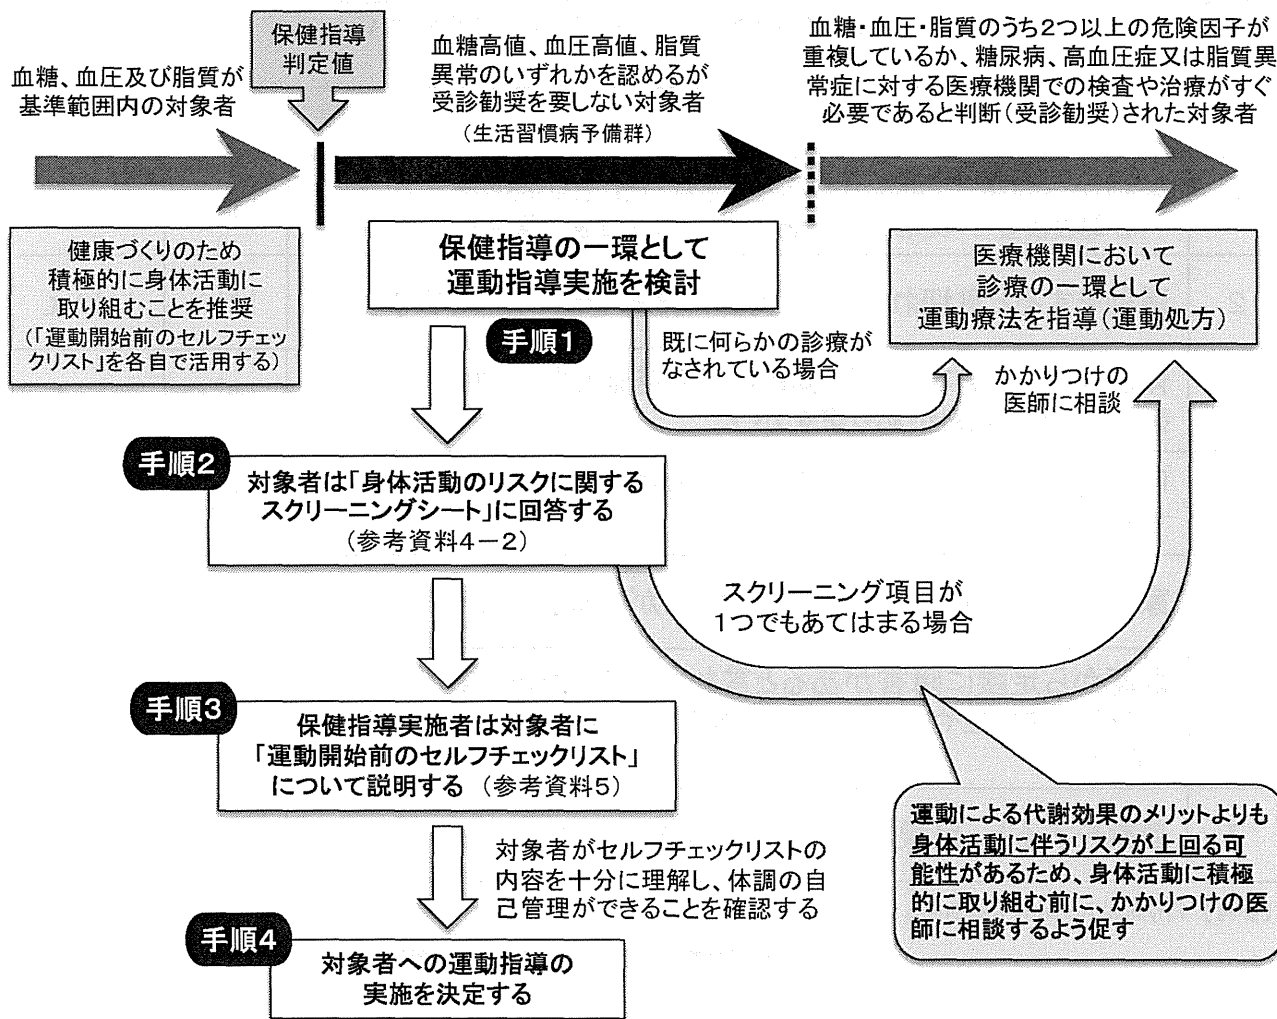 保健指導
判定値
血糖、血圧及び脂質が
基準範囲内の対象者
血糖高値、血圧高値、脂質
異常のいずれかを認めるが
受診勧奨を要しない対象者
（生活習慣病予備群）
血糖・血圧・脂質のうち２つ以上の危険因子が
重複しているか、糖尿病、高血圧症又は脂質異
常症に対する医療機関での検査や治療がすぐ
必要であると判断（受診勧奨）された対象者
健康づくりのため
積極的に身体活動に
取り組むことを推奨
（「運動開始前のセルフチェッ
クリスト」を各自で活用する）
保健指導の一環として
運動指導実施を検討
医療機関において
診療の一環として
運動療法を指導（運動処方）
手順1
既に何らかの診療が
なされている場合
かかりつけの
医師に相談
手順2
対象者は「身体活動のリスクに関する
スクリーニングシート」に回答する
（参考資料４－２）
スクリーニング項目が
１つでもあてはまる場合
手順3
保健指導実施者は対象者に
「運動開始前のセルフチェックリスト」
について説明する （参考資料５）
対象者がセルフチェックリストの
内容を十分に理解し、体調の自
己管理ができることを確認する
運動による代謝効果のメリットよりも
身体活動に伴うリスクが上回る可
能性があるため、身体活動に積極
的に取り組む前に、かかりつけの医
師に相談するよう促す
手順4
対象者への運動指導の
実施を決定する